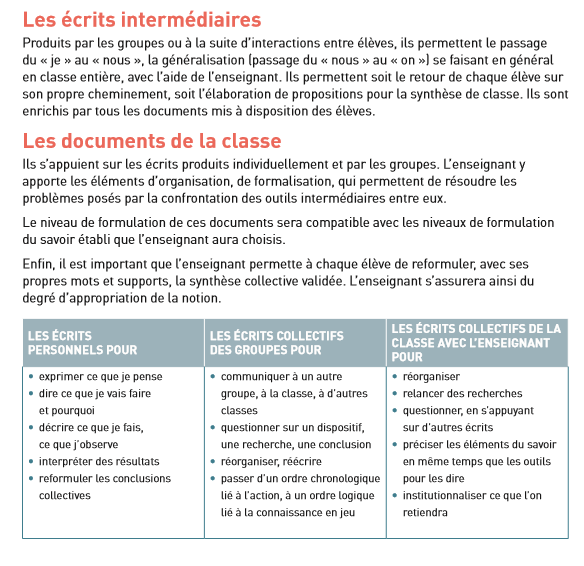 Les écrits intermédiaires
Produits par les groupes ou à la suite d’interactions entre élèves, ils permettent le passage
du « je » au « nous », la généralisation (passage du « nous » au « on ») se faisant en général
en classe entière, avec l’aide de l’enseignant. Ils permettent soit le retour de chaque élève sur
son propre cheminement, soit l’élaboration de propositions pour la synthèse de classe. Ils sont
enrichis par tous les documents mis à disposition des élèves.
Les documents de la classe
Ils s’appuient sur les écrits produits individuellement et par les groupes. L’enseignant y
apporte les éléments d’organisation, de formalisation, qui permettent de résoudre les
problèmes posés par la confrontation des outils intermédiaires entre eux.
Le niveau de formulation de ces documents sera compatible avec les niveaux de formulation
du savoir établi que l’enseignant aura choisis.
Enfin, il est important que l’enseignant permette à chaque élève de reformuler, avec ses
propres mots et supports, la synthèse collective validée. L’enseignant s’assurera ainsi du
degré d’appropriation de la notion.
LES ÉCRITS
PERSONNELS POUR
• exprimer ce que je pense
• dire ce que je vais faire
et pourquoi
• décrire ce que je fais,
ce que j’observe
• interpréter des résultats
• reformuler les conclusions
collectives
LES ÉCRITS COLLECTIFS
DES GROUPES POUR
• communiquer à un autre
groupe, à la classe, à d’autres
classes
• questionner sur un dispositif,
une recherche, une conclusion
• réorganiser, réécrire
• passer d’un ordre chronologique
lié à l’action, à un ordre logique
lié à la connaissance en jeu
LES ÉCRITS COLLECTIFS DE LA
CLASSE AVEC L’ENSEIGNANT
POUR
• réorganiser
• relancer des recherches
• questionner, en s’appuyant
sur d’autres écrits
• préciser les éléments du savoir
en même temps que les outils
pour les dire
• institutionnaliser ce que l’on
retiendra